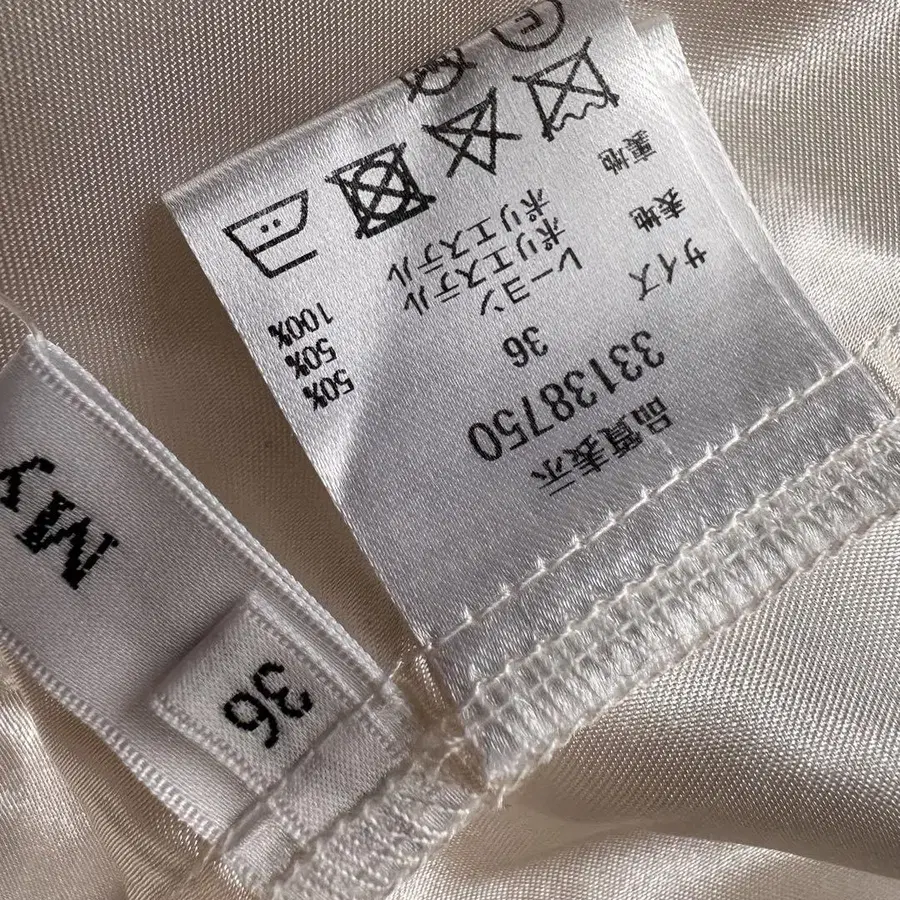 品質表示
33138750
サイズ 36
表地 レーヨン 50%
ポリエステル 50%
裏地 ポリエステル 100%
F
My
36